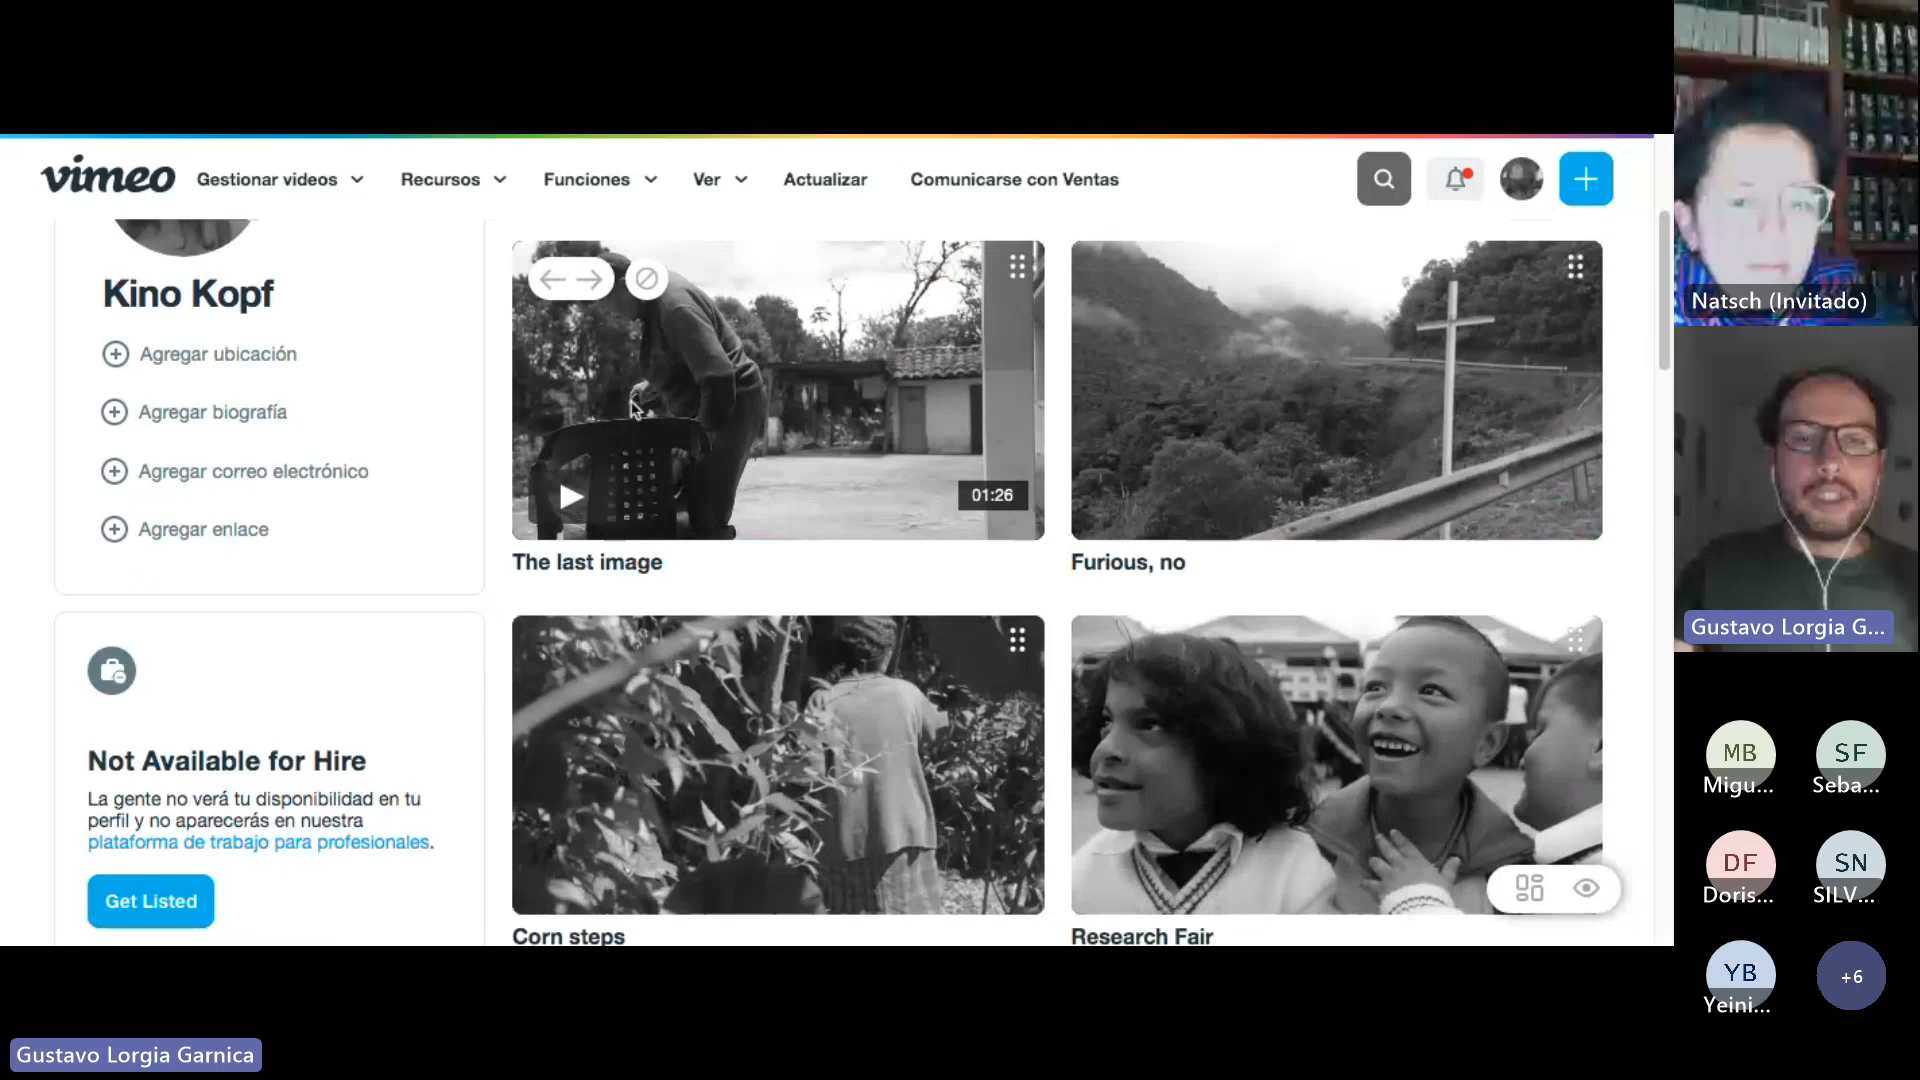 vimeo
Gestionar videos
Recursos
Funciones
Ver
Actualizar
Comunicarse con Ventas
Kino Kopf
Agregar ubicación
Agregar biografía
Agregar correo electrónico
Agregar enlace
01:26
The last image
Furious, no
Not Available for Hire
La gente no verá tu disponibilidad en tu
perfil y no aparecerás en nuestra
plataforma de trabajo para profesionales.
Get Listed
Corn steps
Research Fair
Natsch (Invitado)
Gustavo Lorgia G...
MB
Migu...
SF
Seba...
DF
Doris...
SN
SILV...
YB
Yeini...
+6
Gustavo Lorgia Garnica